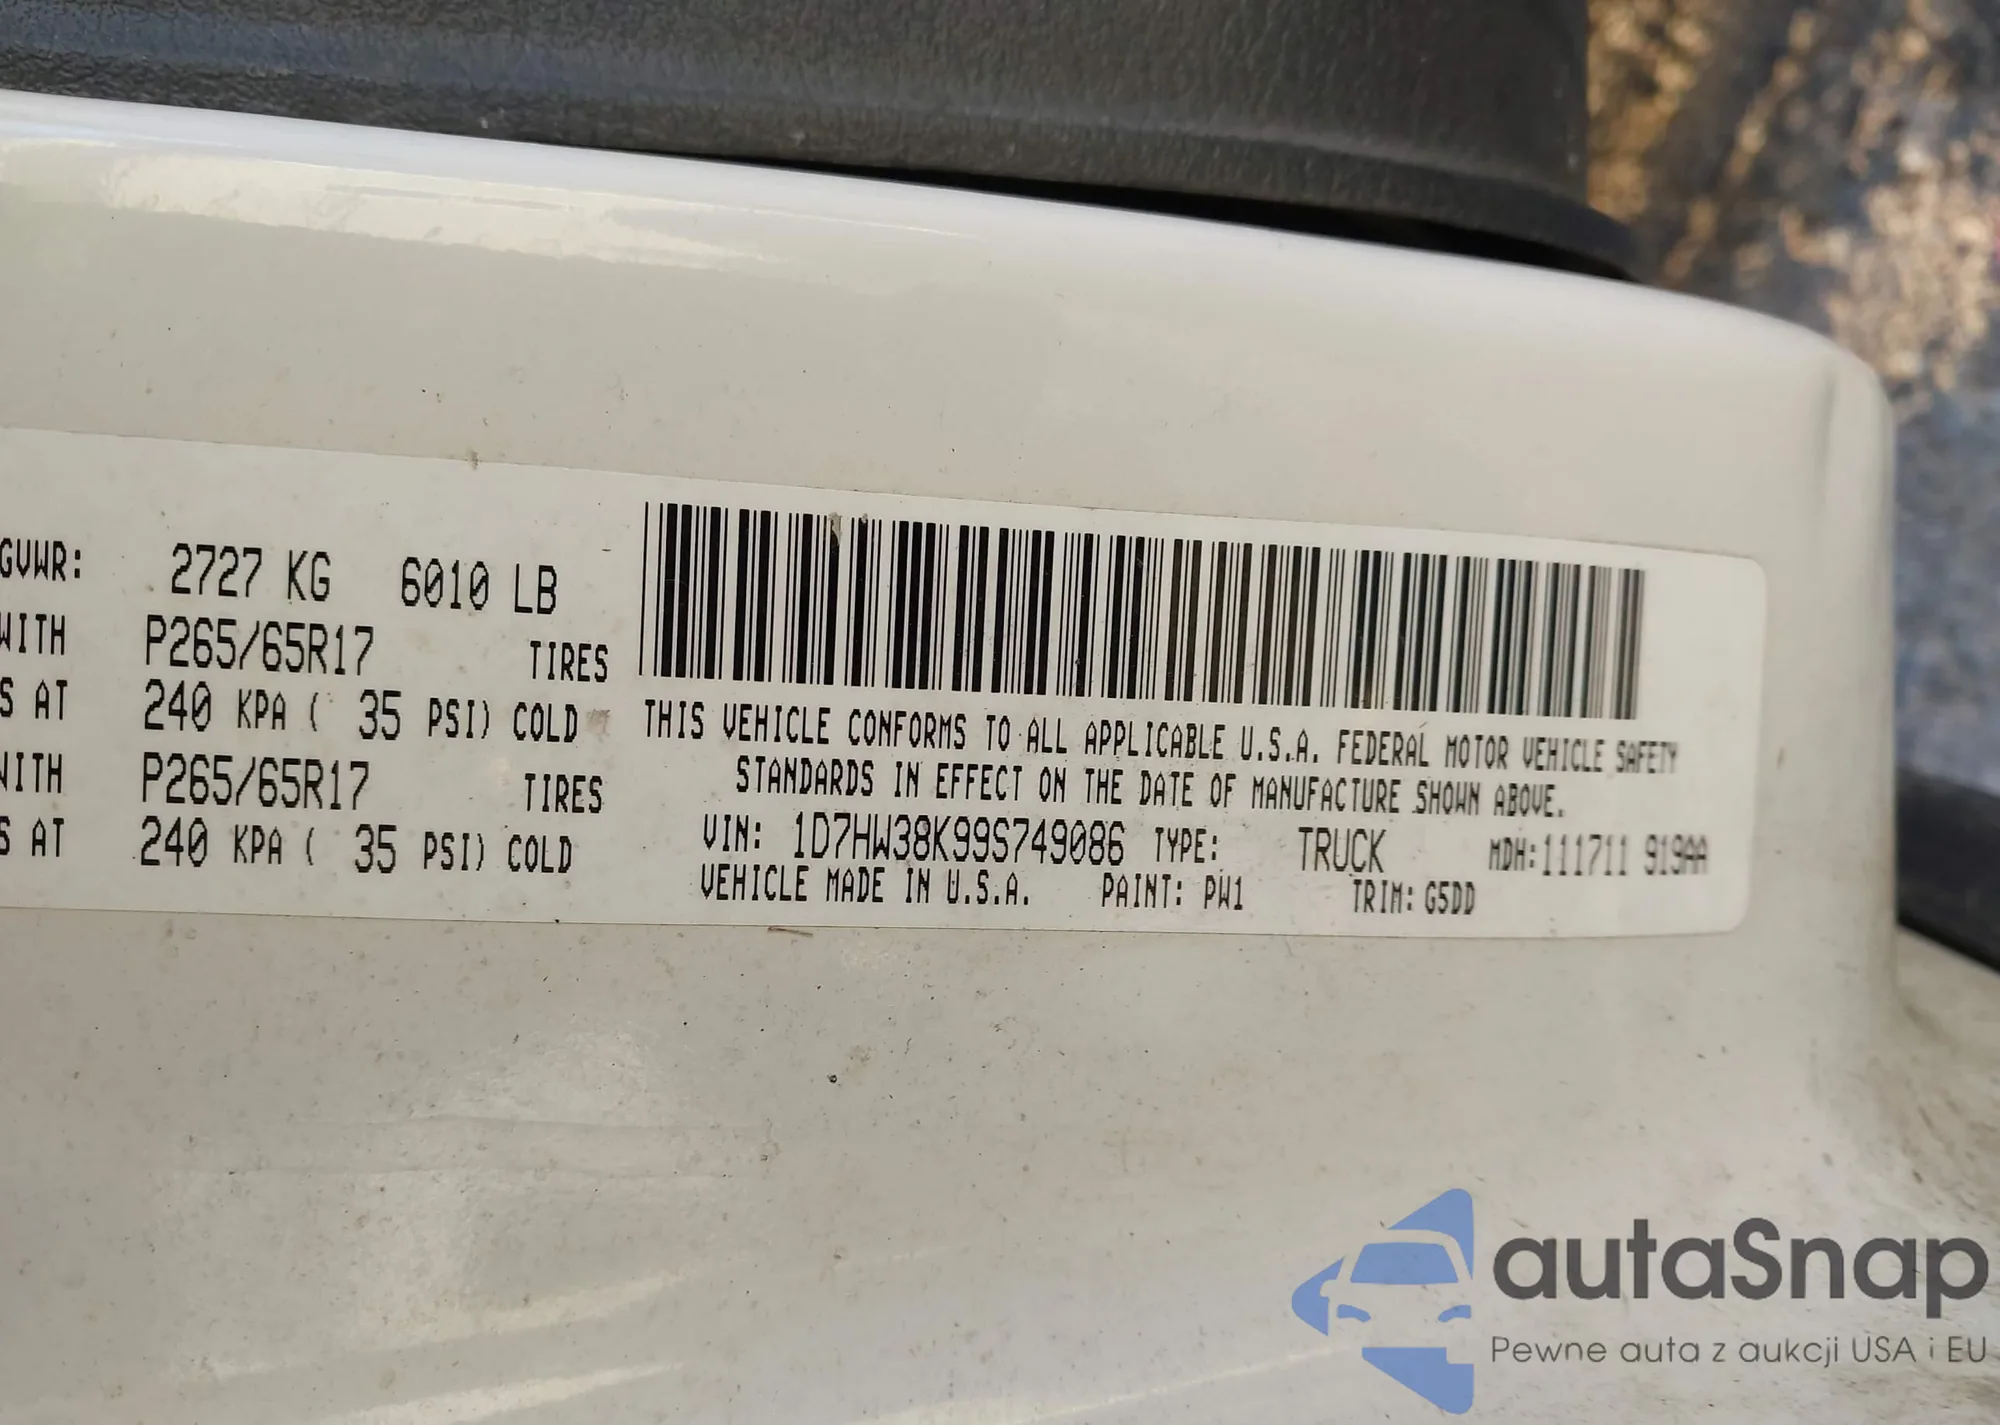 GVWR: 2727 KG 6010 LB
WITH P265/65R17 TIRES
S AT 240 KPA ( 35 PSI) COLD
WITH P265/65R17 TIRES
S AT 240 KPA ( 35 PSI) COLD
THIS VEHICLE CONFORMS TO ALL APPLICABLE U.S.A. FEDERAL MOTOR VEHICLE SAFETY
STANDARDS IN EFFECT ON THE DATE OF MANUFACTURE SHOWN ABOVE.
VIN: 1D7HW38K99S749086 TYPE: TRUCK MDH:111711 919AA
VEHICLE MADE IN U.S.A. PAINT: PW1 TRIM: G5DD
autaSnap
Pewne auta z aukcji USA i EU